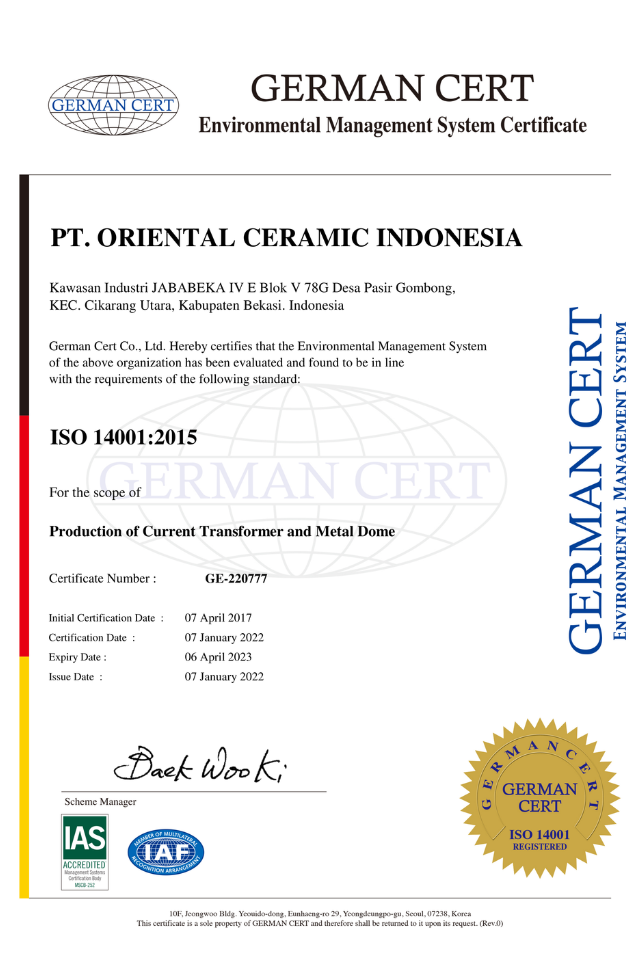 GERMAN CERT
GERMAN CERT
Environmental Management System Certificate
PT. ORIENTAL CERAMIC INDONESIA
Kawasan Industri JABABEKA IV E Blok V 78G Desa Pasir Gombong,
KEC. Cikarang Utara, Kabupaten Bekasi. Indonesia
German Cert Co., Ltd. Hereby certifies that the Environmental Management System
of the above organization has been evaluated and found to be in line
with the requirements of the following standard:
ISO 14001:2015
GERMAN CERT
For the scope of
Production of Current Transformer and Metal Dome
Certificate Number : GE-220777
Initial Certification Date : 07 April 2017
Certification Date : 07 January 2022
Expiry Date : 06 April 2023
Issue Date : 07 January 2022
GERMAN CERT
ENVIRONMENTAL MANAGEMENT SYSTEM
Baek Woo Ki
Scheme Manager
IAS
ACCREDITED
Management Systems
Certification Body
MSCB-252
MEMBER OF MULTILATERAL
IAF
RECOGNITION ARRANGEMENT
GERMAN CERT
GERMAN
CERT
ISO 14001
REGISTERED
10F, Jeongwoo Bldg. Yeouido-dong, Eunhaeng-ro 29, Yeongdeungpo-gu, Seoul, 07238, Korea
This certificate is a sole property of GERMAN CERT and therefore shall be returned to it upon its request. (Rev.0)